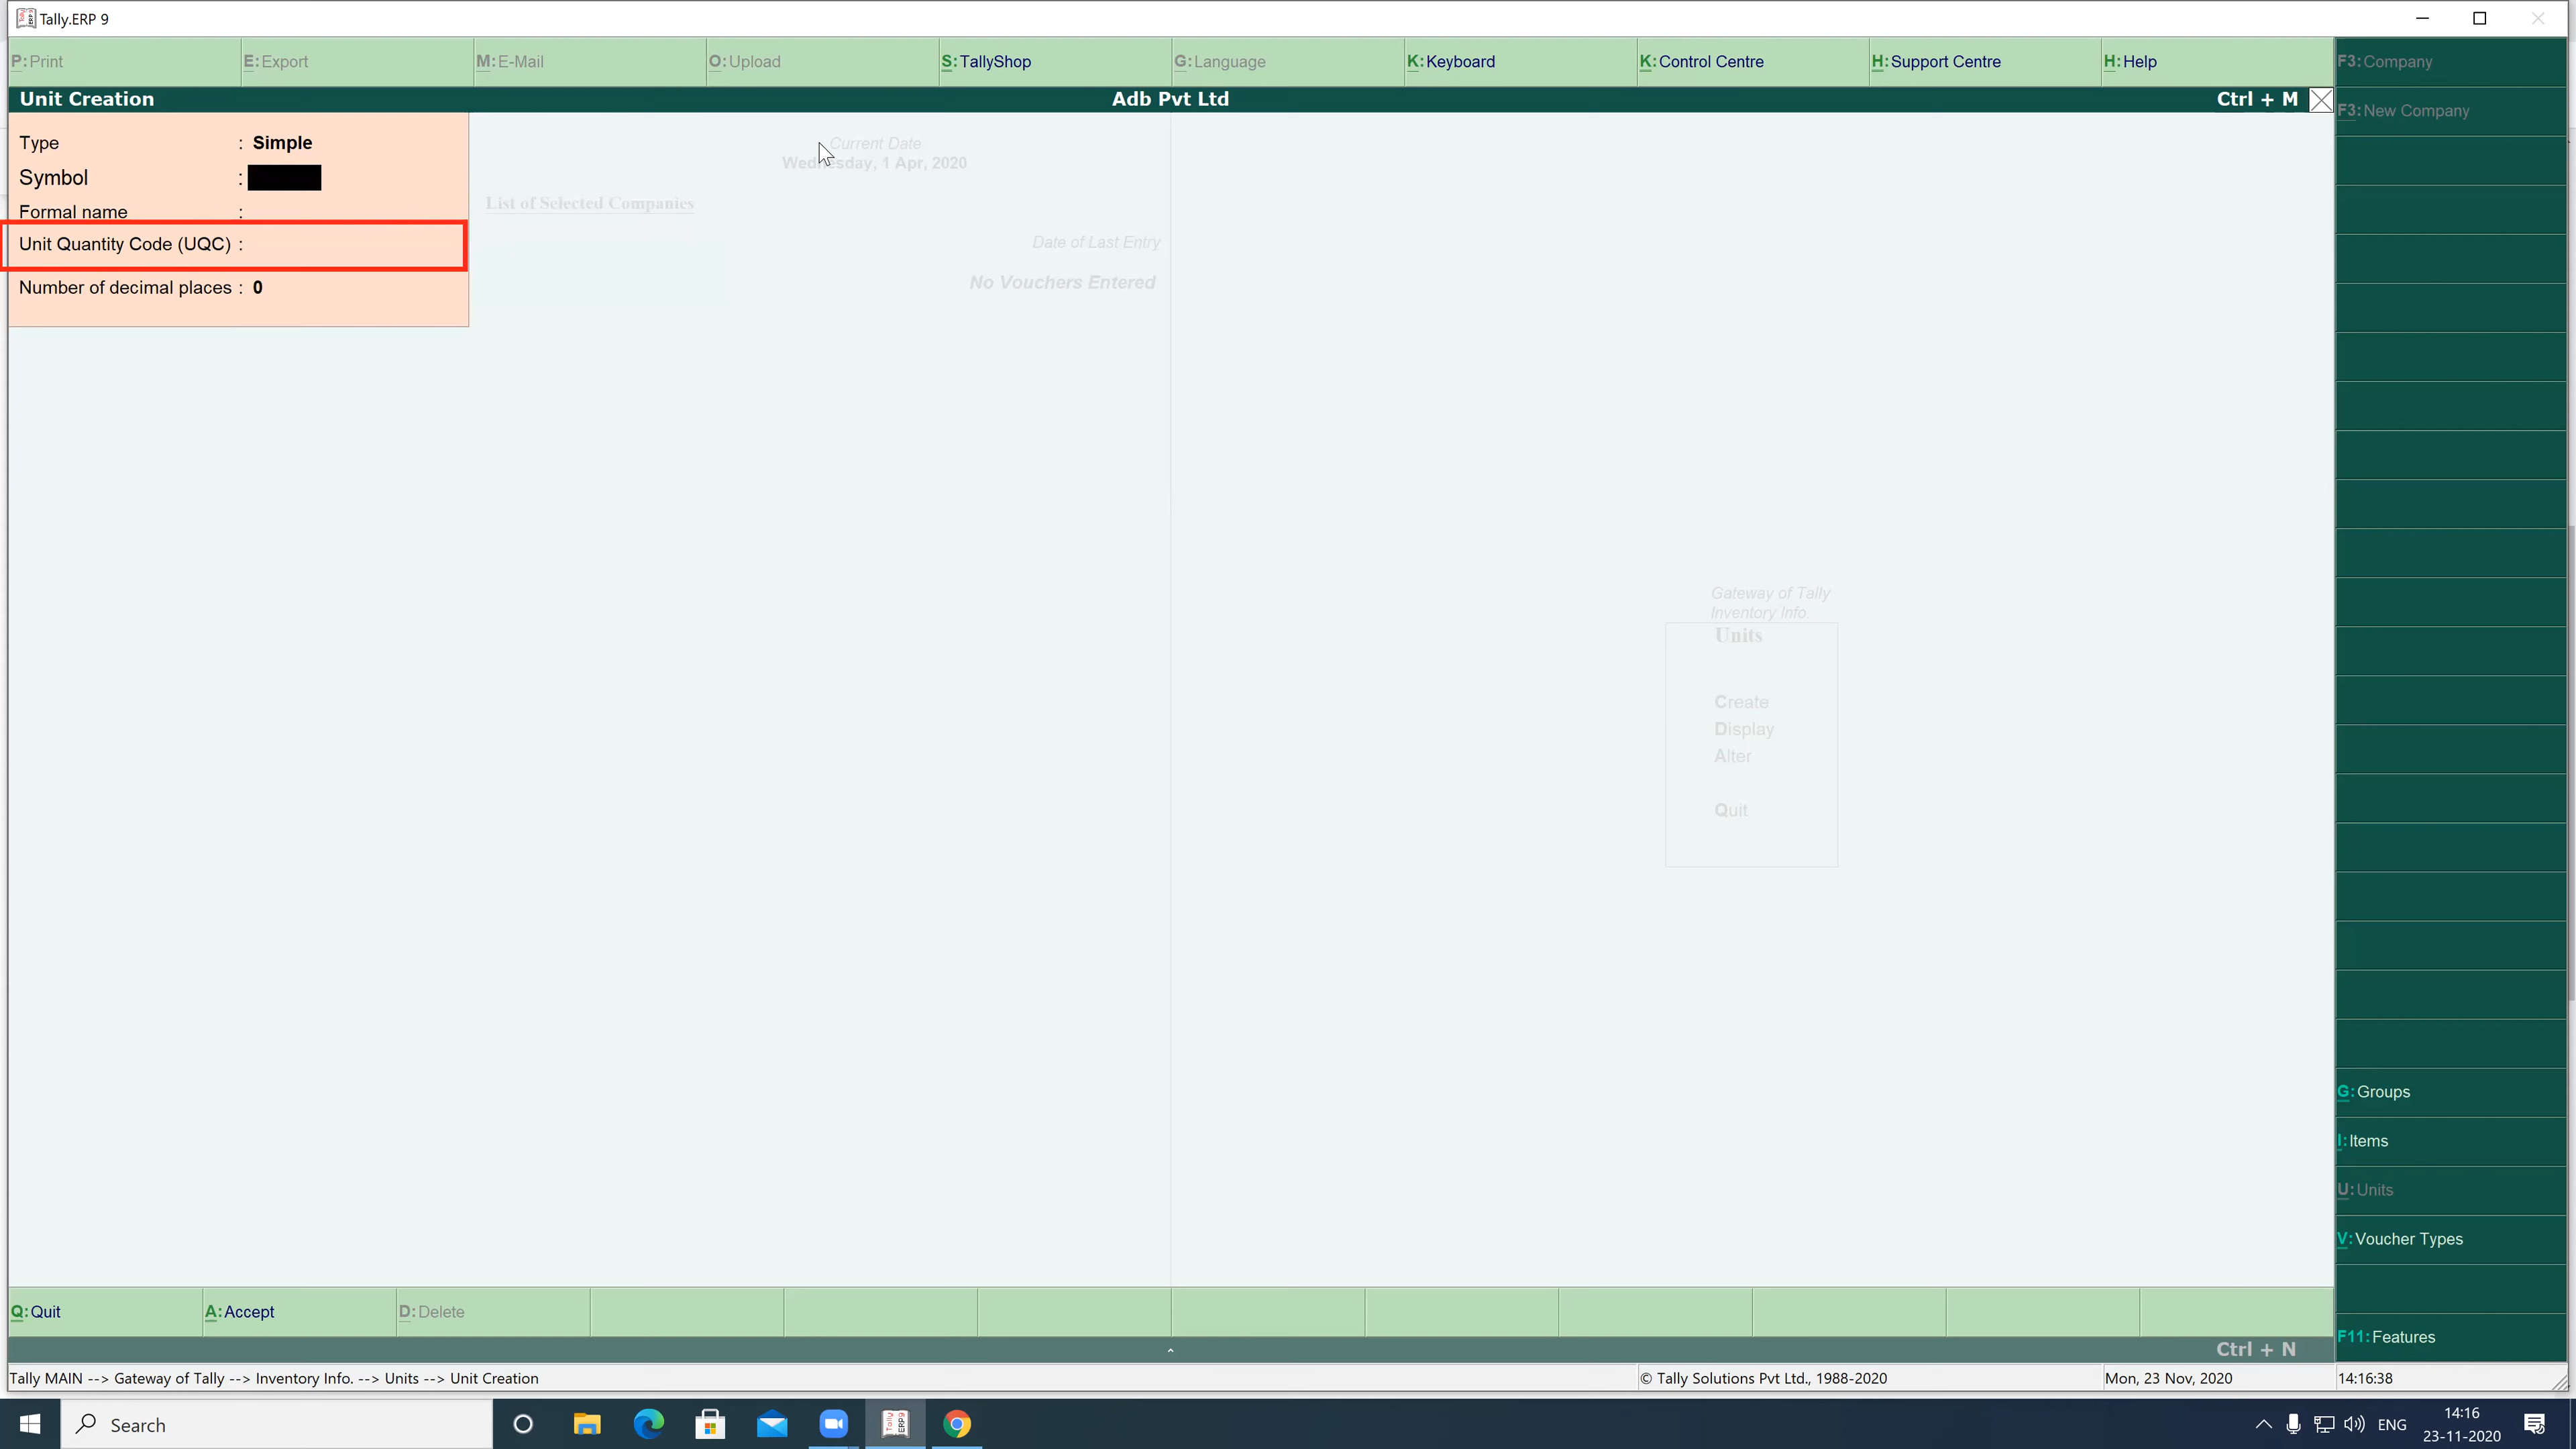 Tally.ERP 9
P: Print E: Export M: E-Mail O: Upload S: TallyShop G: Language K: Keyboard K: Control Centre H: Support Centre H: Help
F3: Company
F3: New Company
Unit Creation Adb Pvt Ltd Ctrl + M
Type : Simple
Symbol :
Formal name :
Unit Quantity Code (UQC) :
Number of decimal places : 0
Current Date
Wednesday, 1 Apr, 2020
List of Selected Companies
Date of Last Entry
No Vouchers Entered
Gateway of Tally
Inventory Info.
Units
Create
Display
Alter
Quit
G: Groups
I: Items
U: Units
V: Voucher Types
F11: Features
Q: Quit A: Accept D: Delete
Ctrl + N
Tally MAIN --> Gateway of Tally --> Inventory Info. --> Units --> Unit Creation © Tally Solutions Pvt Ltd., 1988-2020 Mon, 23 Nov, 2020 14:16:38
Search
Tally
ERP 9
ENG
14:16
23-11-2020